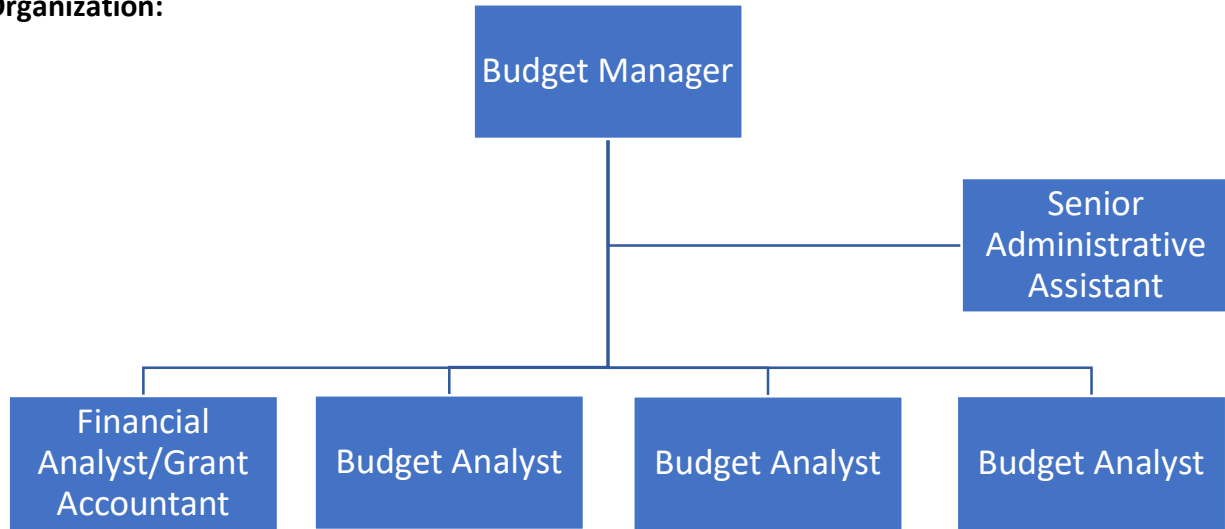 Organization:
Budget Manager
Senior
Administrative
Assistant
Financial
Analyst/Grant
Accountant
Budget Analyst
Budget Analyst
Budget Analyst